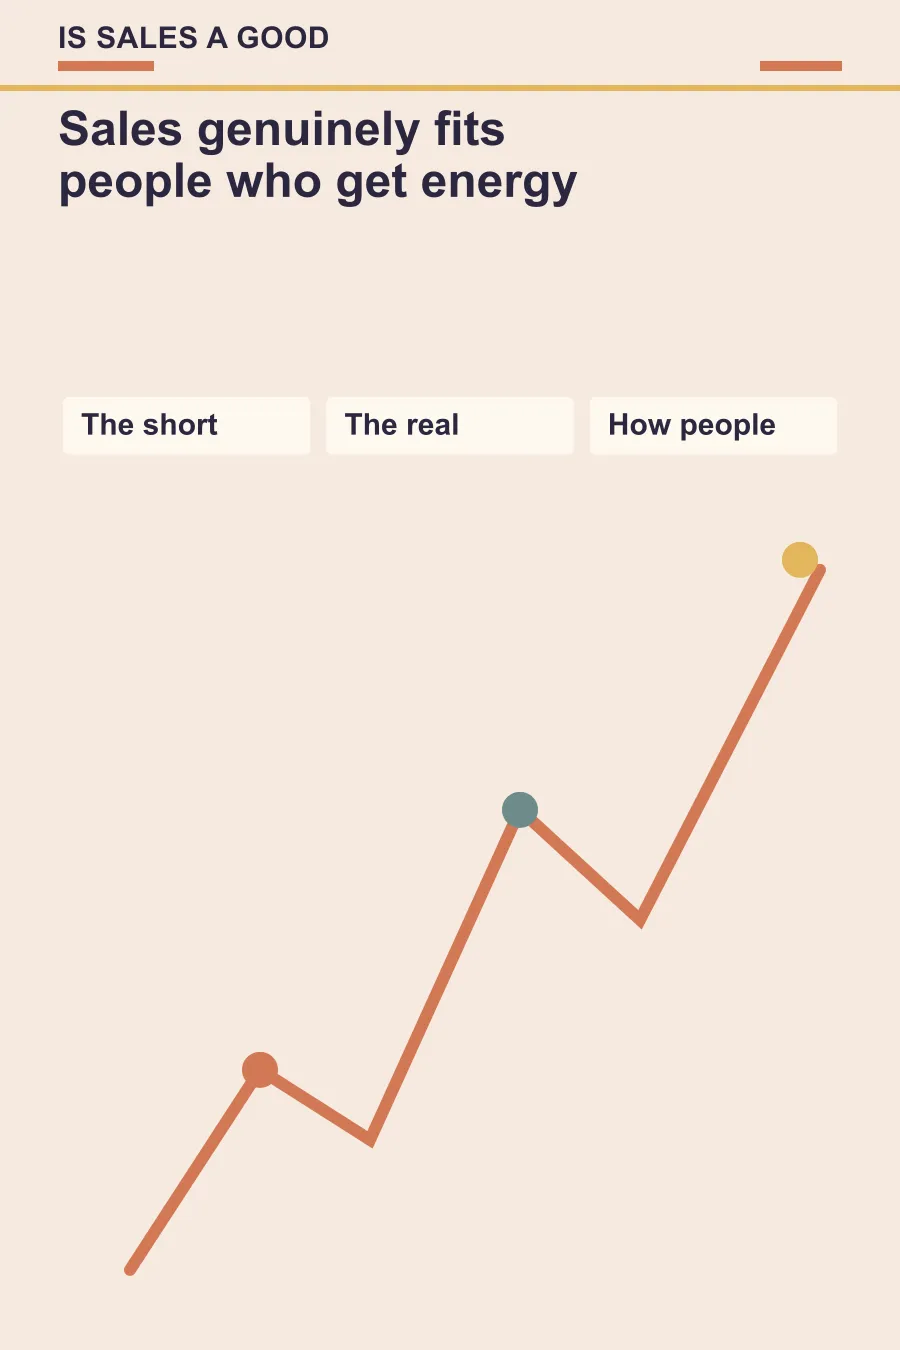 IS SALES A GOOD
Sales genuinely fits
people who get energy
The short
The real
How people